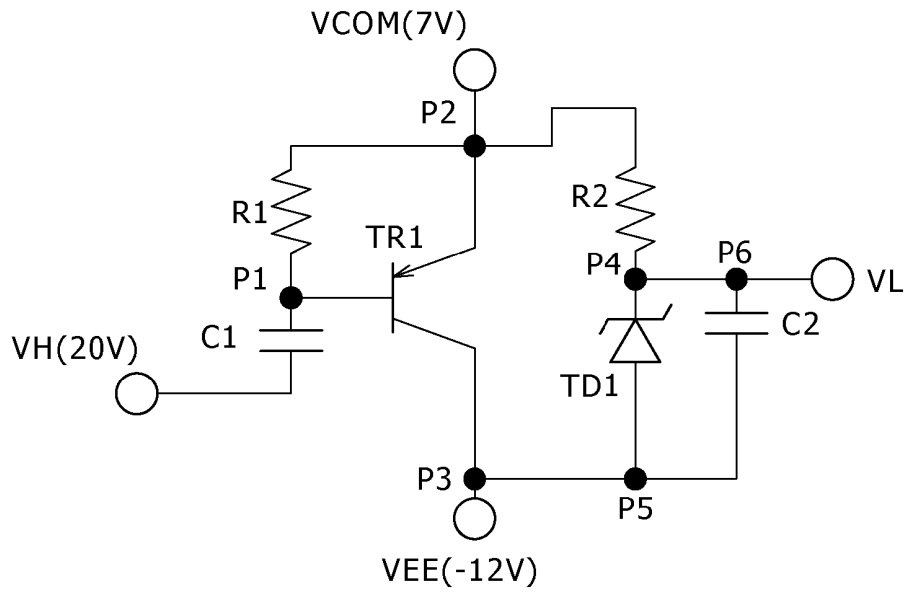 VCOM(7V)
P2
R1
R2
TR1
P1
P4
P6
VL
C1
C2
VH(20V)
TD1
P3
P5
VEE(-12V)